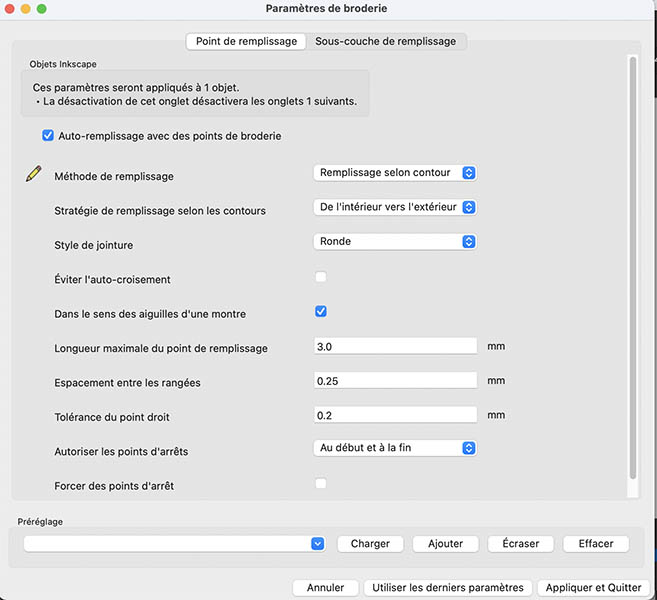 Paramètres de broderie
Point de remplissage Sous-couche de remplissage
Objets Inkscape
Ces paramètres seront appliqués à 1 objet.
• La désactivation de cet onglet désactivera les onglets 1 suivants.
Auto-remplissage avec des points de broderie
Méthode de remplissage Remplissage selon contour
Stratégie de remplissage selon les contours De l'intérieur vers l'extérieur
Style de jointure Ronde
Éviter l'auto-croisement
Dans le sens des aiguilles d'une montre
Longueur maximale du point de remplissage 3.0 mm
Espacement entre les rangées 0.25 mm
Tolérance du point droit 0.2 mm
Autoriser les points d'arrêts Au début et à la fin
Forcer des points d'arrêt
Préréglage
Charger Ajouter Écraser Effacer
Annuler Utiliser les derniers paramètres Appliquer et Quitter